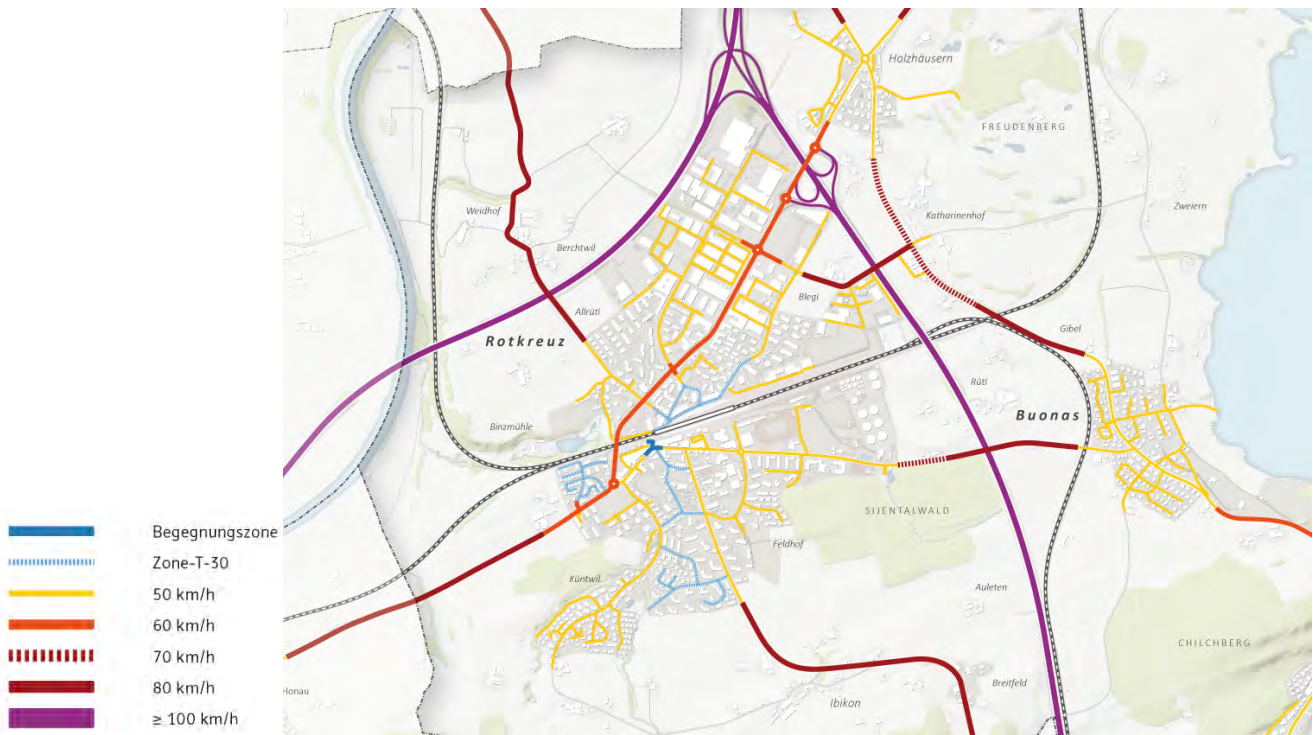 Holzhäusern
FREUDENBERG
Weidhof
Katharinenhof
Zweiern
Berchtwil
Blegi
Allrüti
Gibel
Rotkreuz
Rüti
Buonas
Binzmühle
SIJENTALWALD
Begegnungszone
Feldhof
Zone-T-30
Küntwil
50 km/h
Auleten
60 km/h
CHILCHBERG
70 km/h
80 km/h
Honau
Breitfeld
Ibikon
≥ 100 km/h